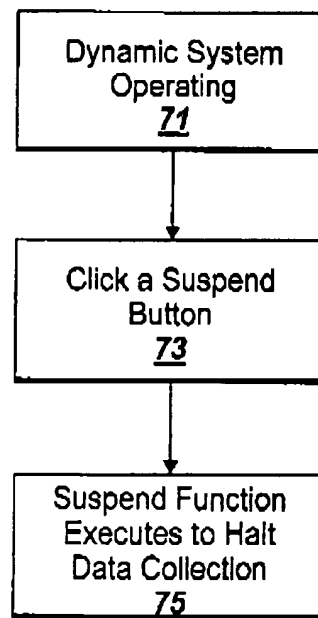 Dynamic System
Operating
71
Click a Suspend
Button
73
Suspend Function
Executes to Halt
Data Collection
75